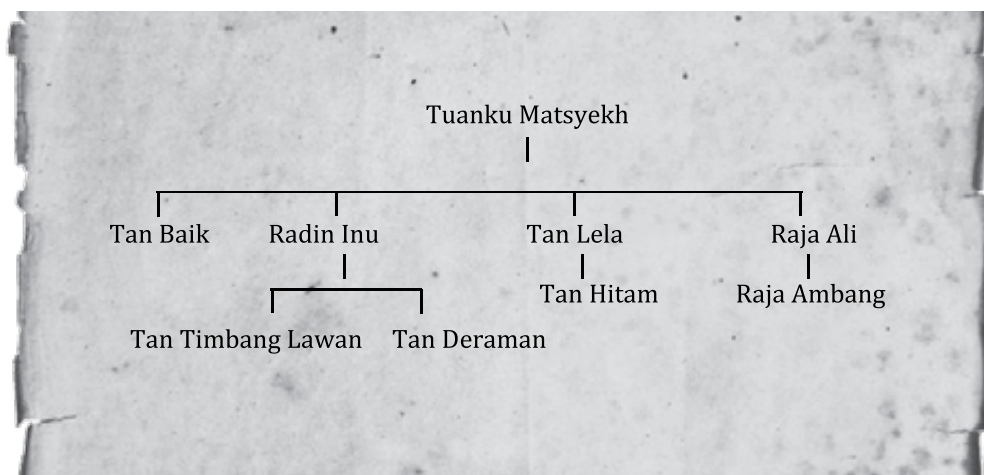 Tuanku Matsyekh
Tan Baik Radin Inu Tan Lela Raja Ali
Tan Hitam Raja Ambang
Tan Timbang Lawan Tan Deraman